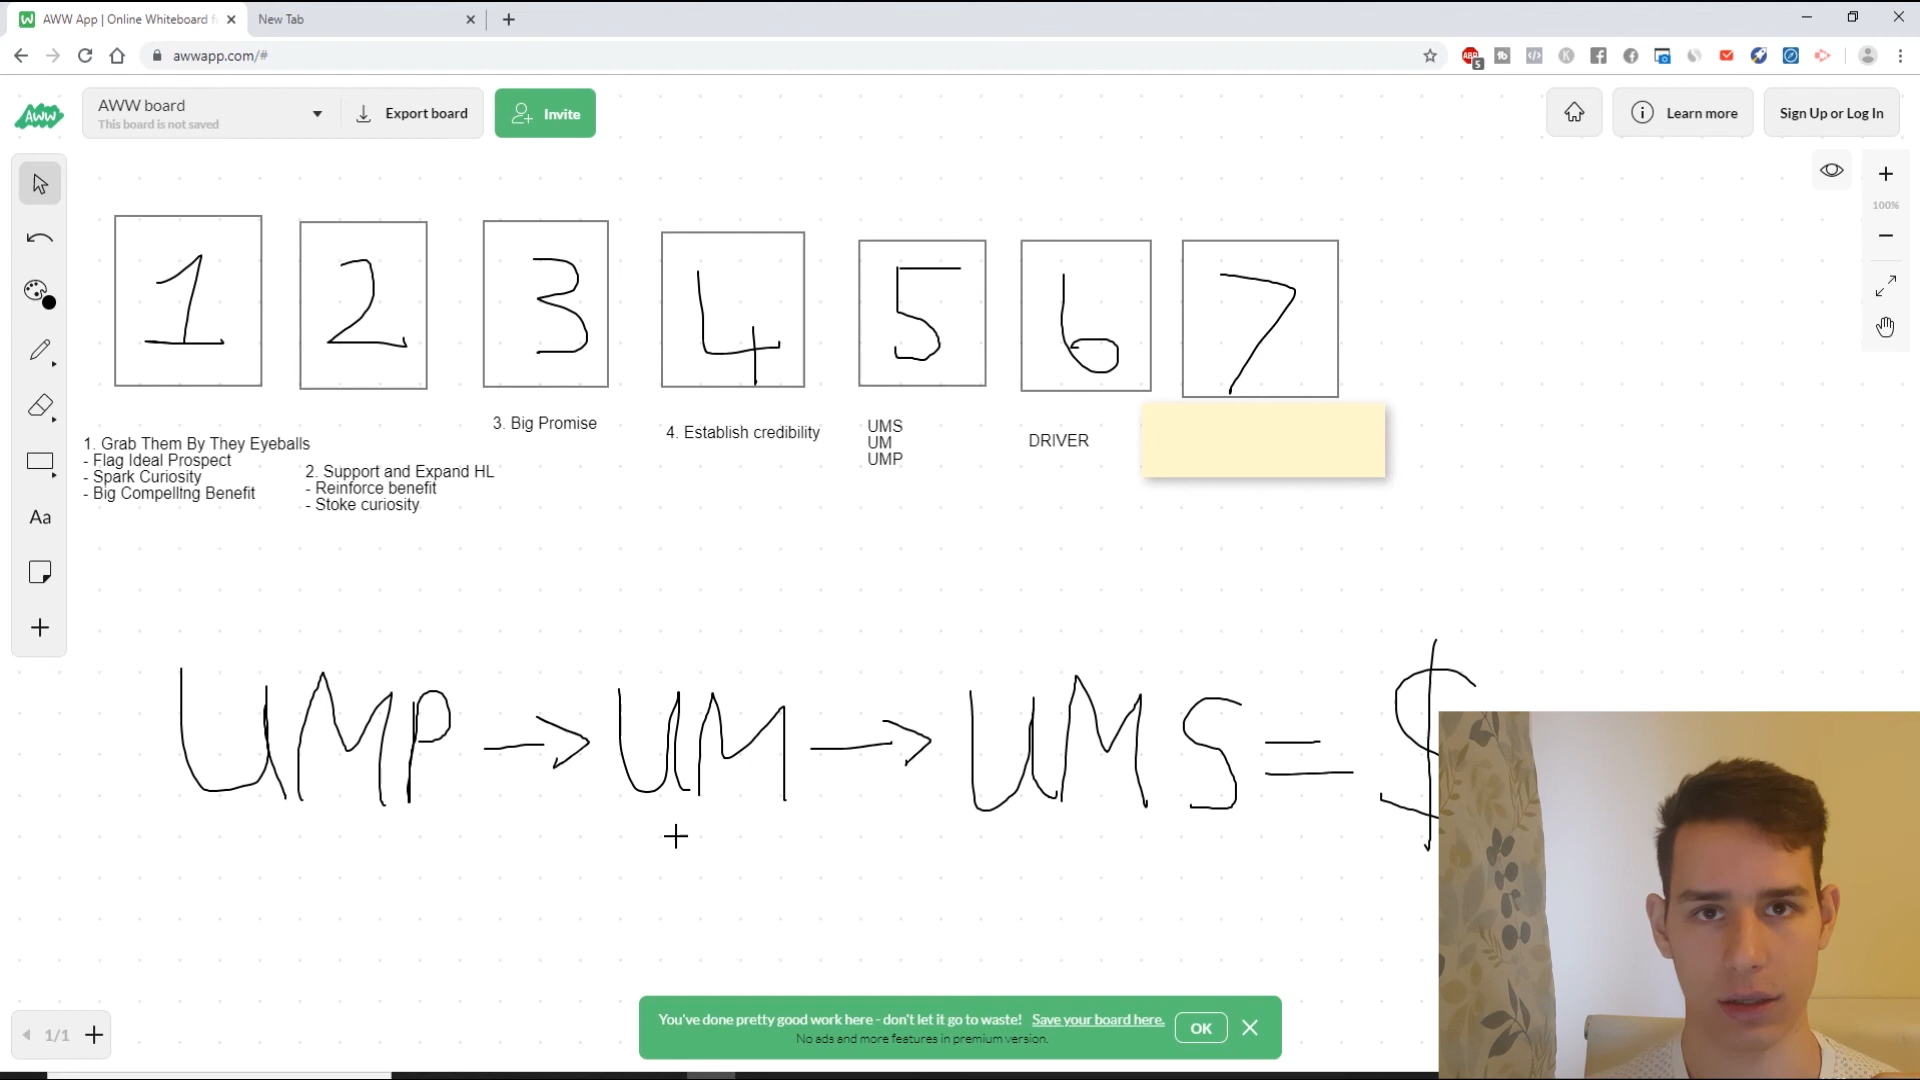 AWW App | Online Whiteboard f
New Tab
awwapp.com/#
ABP
5
AWW
AWW board
This board is not saved
Export board
Invite
Learn more
Sign Up or Log In
100%
1
2
3
4
5
6
7
1. Grab Them By They Eyeballs
- Flag Ideal Prospect
- Spark Curiosity
- Big Compelling Benefit
2. Support and Expand HL
- Reinforce benefit
- Stoke curiosity
3. Big Promise
4. Establish credibility
UMS
UM
UMP
DRIVER
Aa
UMP → UM → UMS = $
You've done pretty good work here - don't let it go to waste! Save your board here.
No ads and more features in premium version.
OK
1/1